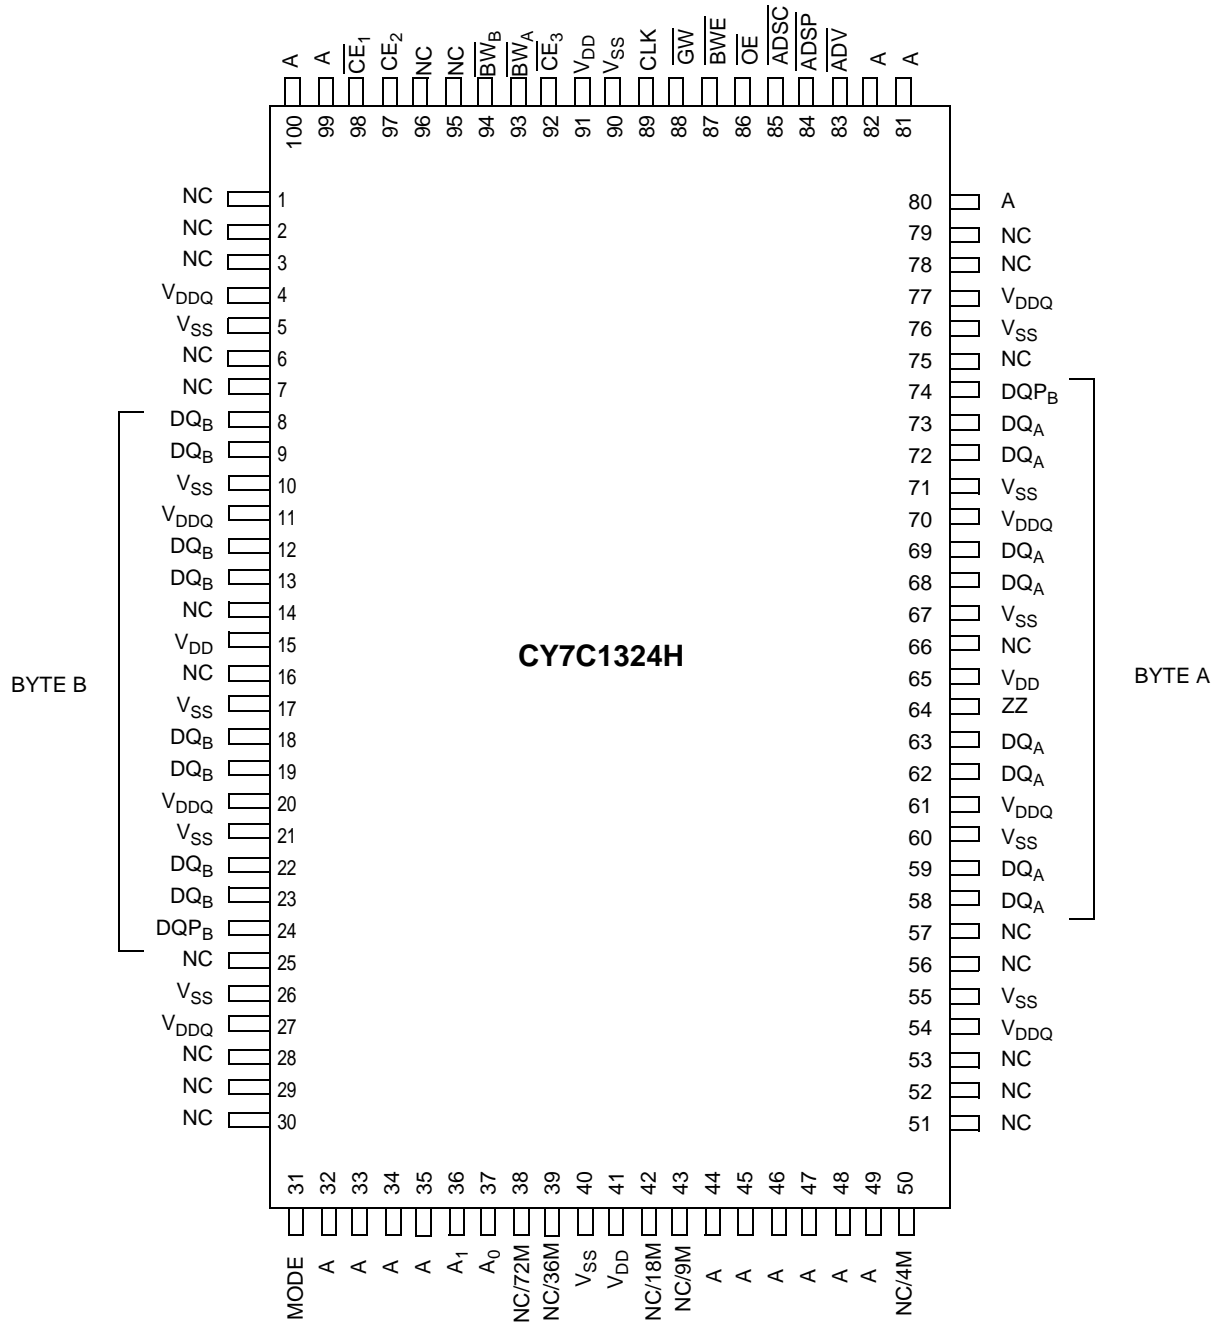 A A CE1 CE2 NC NC BWB BWA CE3 VDD VSS CLK GW BWE OE ADSC ADSP ADV A A
100 99 98 97 96 95 94 93 92 91 90 89 88 87 86 85 84 83 82 81
NC 1
NC 2
NC 3
VDDQ 4
VSS 5
NC 6
NC 7
DQB 8
DQB 9
VSS 10
VDDQ 11
DQB 12
DQB 13
NC 14
VDD 15
NC 16
VSS 17
DQB 18
DQB 19
VDDQ 20
VSS 21
DQB 22
DQB 23
DQPB 24
NC 25
VSS 26
VDDQ 27
NC 28
NC 29
NC 30
BYTE B
CY7C1324H
80 A
79 NC
78 NC
77 VDDQ
76 VSS
75 NC
74 DQPB
73 DQA
72 DQA
71 VSS
70 VDDQ
69 DQA
68 DQA
67 VSS
66 NC
65 VDD
64 ZZ
63 DQA
62 DQA
61 VDDQ
60 VSS
59 DQA
58 DQA
57 NC
56 NC
55 VSS
54 VDDQ
53 NC
52 NC
51 NC
BYTE A
31 32 33 34 35 36 37 38 39 40 41 42 43 44 45 46 47 48 49 50
MODE A A A A A1 A0 NC/72M NC/36M VSS VDD NC/18M NC/9M A A A A A A NC/4M